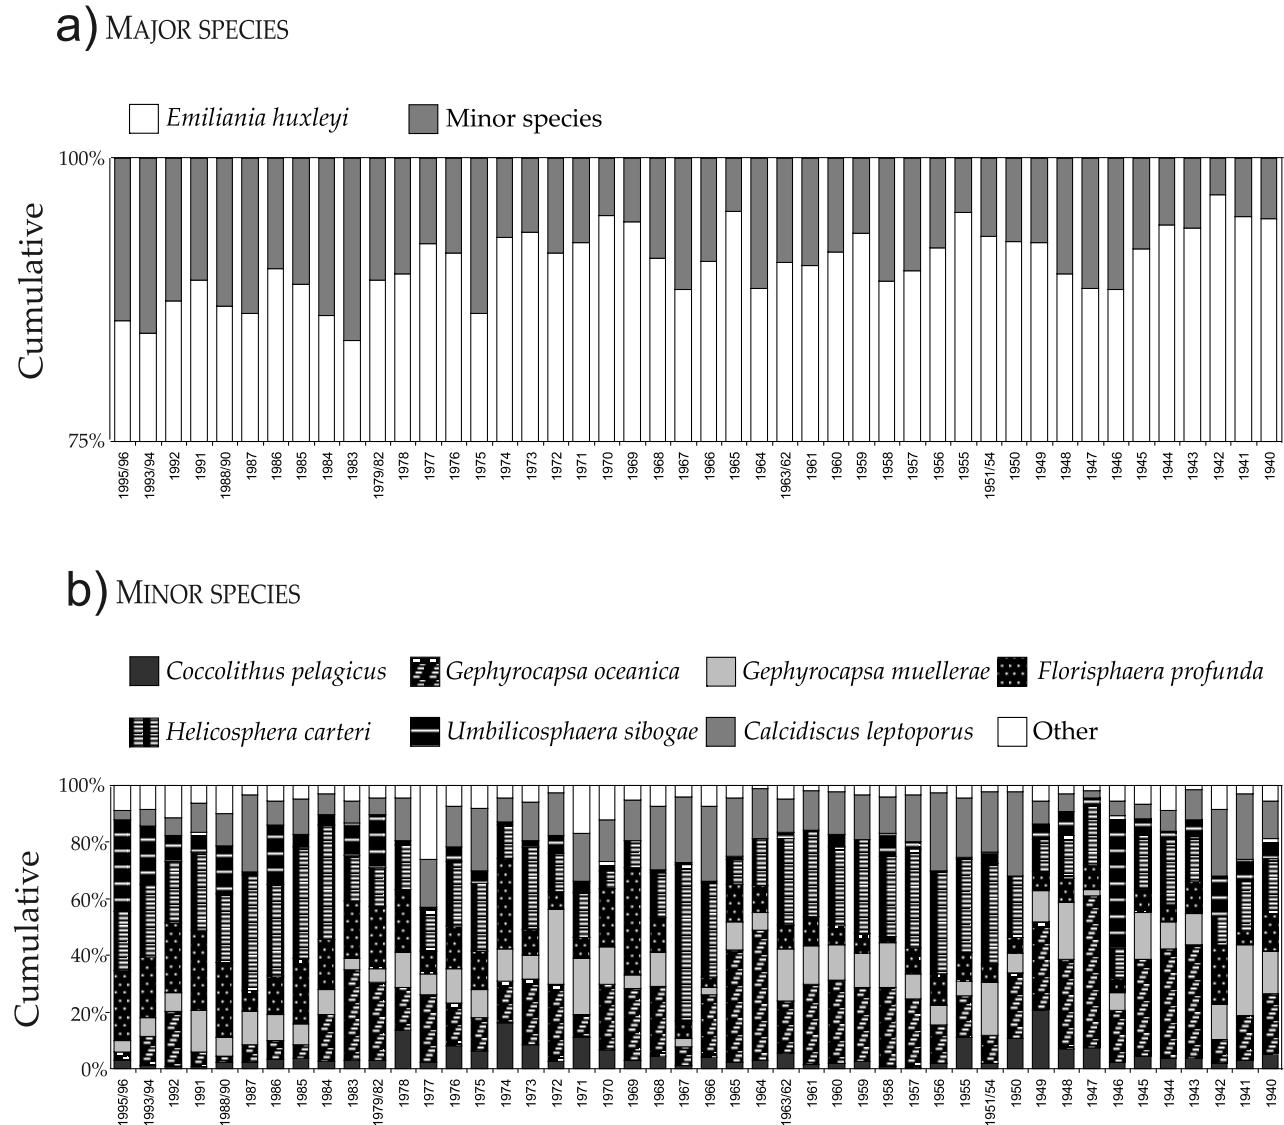 a) MAJOR SPECIES
Emiliania huxleyi Minor species
100%
Cumulative
75%
1995/96 1993/94 1992 1991 1988/90 1987 1986 1985 1984 1983 1979/82 1978 1977 1976 1975 1974 1973 1972 1971 1970 1969 1968 1967 1966 1965 1964 1963/62 1961 1960 1959 1958 1957 1956 1955 1951/54 1950 1949 1948 1947 1946 1945 1944 1943 1942 1941 1940
b) MINOR SPECIES
Coccolithus pelagicus Gephyrocapsa oceanica Gephyrocapsa muellerae Florisphaera profunda
Helicosphera carteri Umbilicosphaera sibogae Calcidiscus leptoporus Other
100%
80%
60%
Cumulative
40%
20%
0%
1995/96 1993/94 1992 1991 1988/90 1987 1986 1985 1984 1983 1979/82 1978 1977 1976 1975 1974 1973 1972 1971 1970 1969 1968 1967 1966 1965 1964 1963/62 1961 1960 1959 1958 1957 1956 1955 1951/54 1950 1949 1948 1947 1946 1945 1944 1943 1942 1941 1940